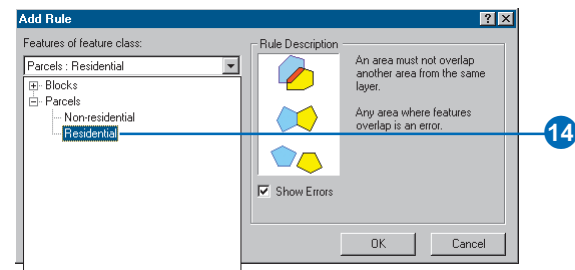 Add Rule
Features of feature class:
Parcels : Residential
Blocks
Parcels
Non-residential
Residential
Rule Description
An area must not overlap
another area from the same
layer.
Any area where features
overlap is an error.
Show Errors
OK
Cancel
14